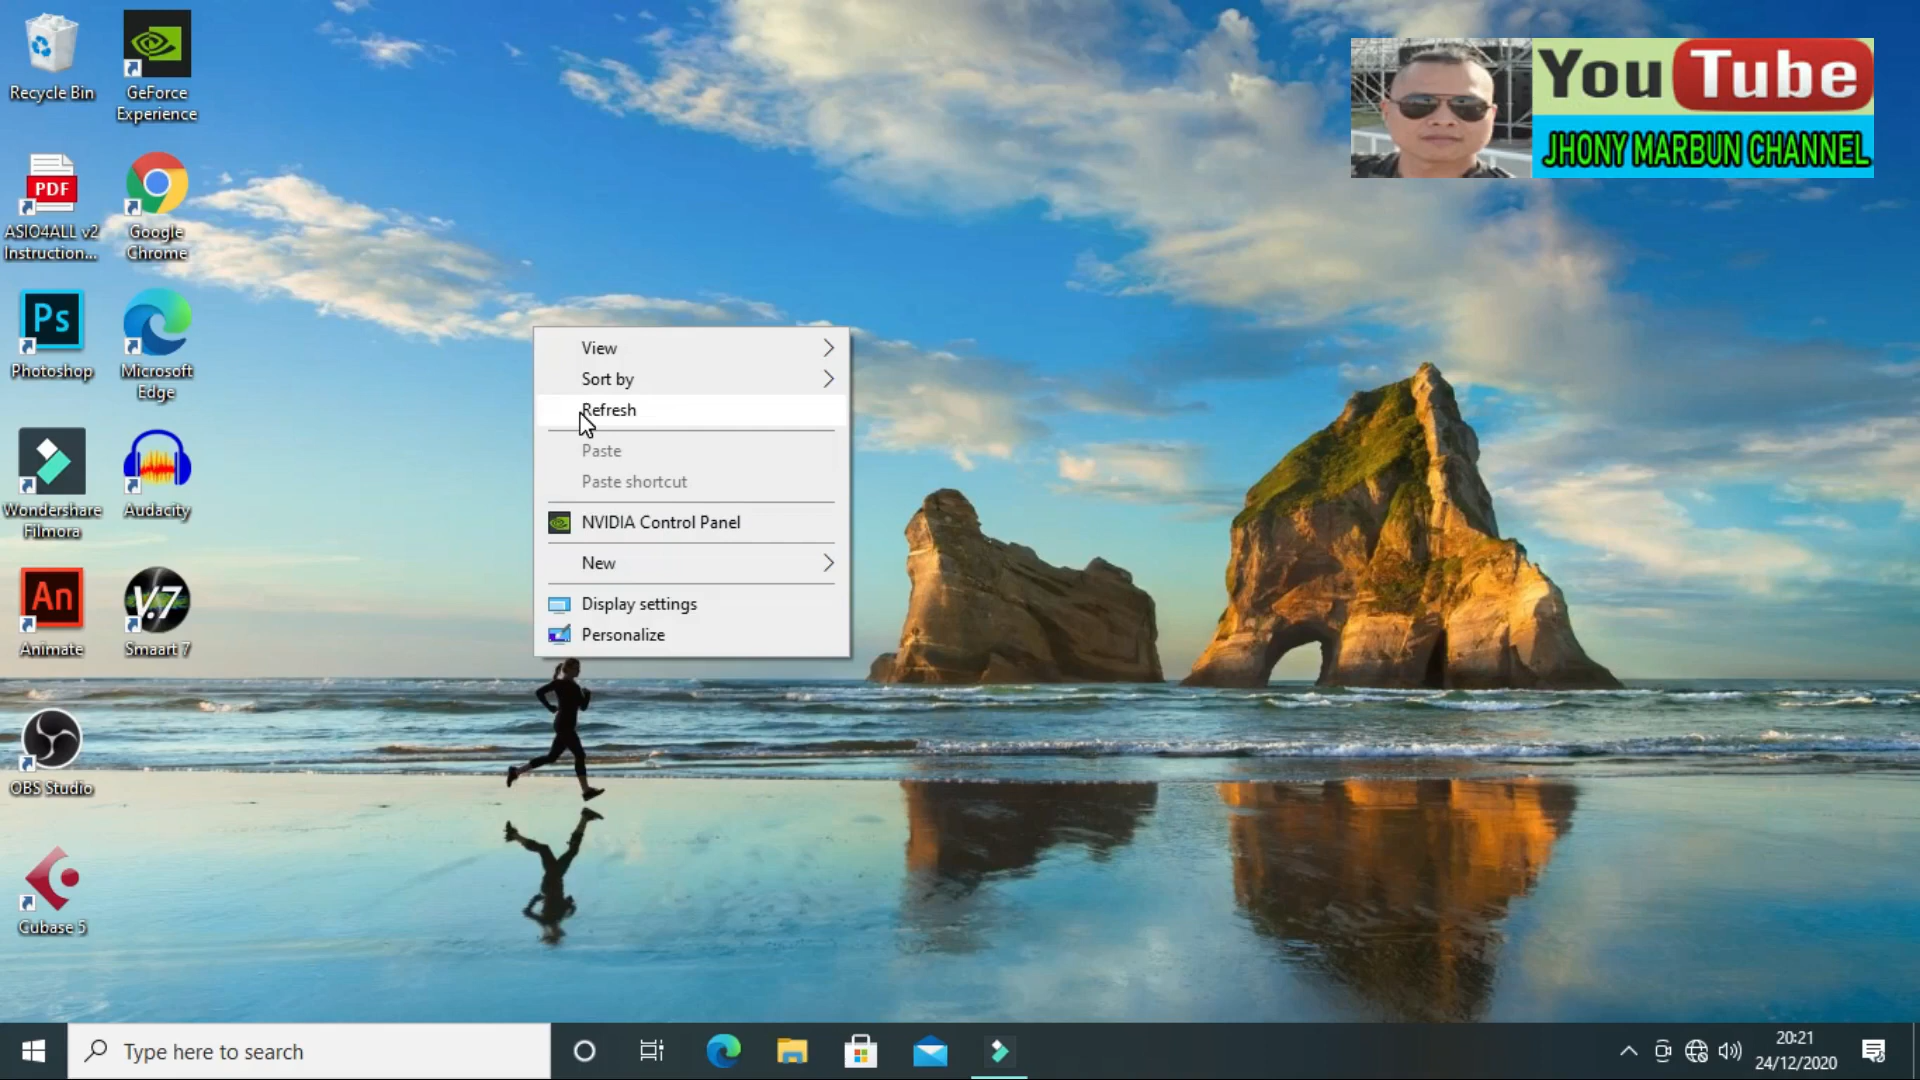 Recycle Bin
GeForce
Experience
PDF
ASIO4ALL v2
Instruction...
Google
Chrome
Ps
Photoshop
Microsoft
Edge
Wondershare
Filmora
Audacity
An
Animate
V.7
Smaart 7
OBS Studio
Cubase 5
View
Sort by
Refresh
Paste
Paste shortcut
NVIDIA Control Panel
New
Display settings
Personalize
YouTube
JHONY MARBUN CHANNEL
Type here to search
20:21
24/12/2020